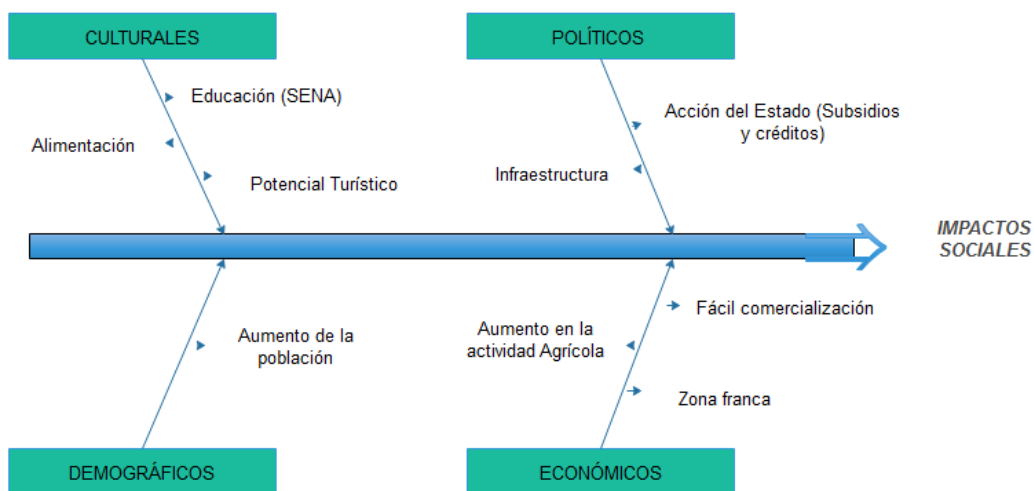 CULTURALES
POLÍTICOS
Educación (SENA)
Alimentación
Potencial Turístico
Acción del Estado (Subsidios
y créditos)
Infraestructura
IMPACTOS
SOCIALES
Aumento de la
población
Fácil comercialización
Aumento en la
actividad Agrícola
Zona franca
DEMOGRÁFICOS
ECONÓMICOS